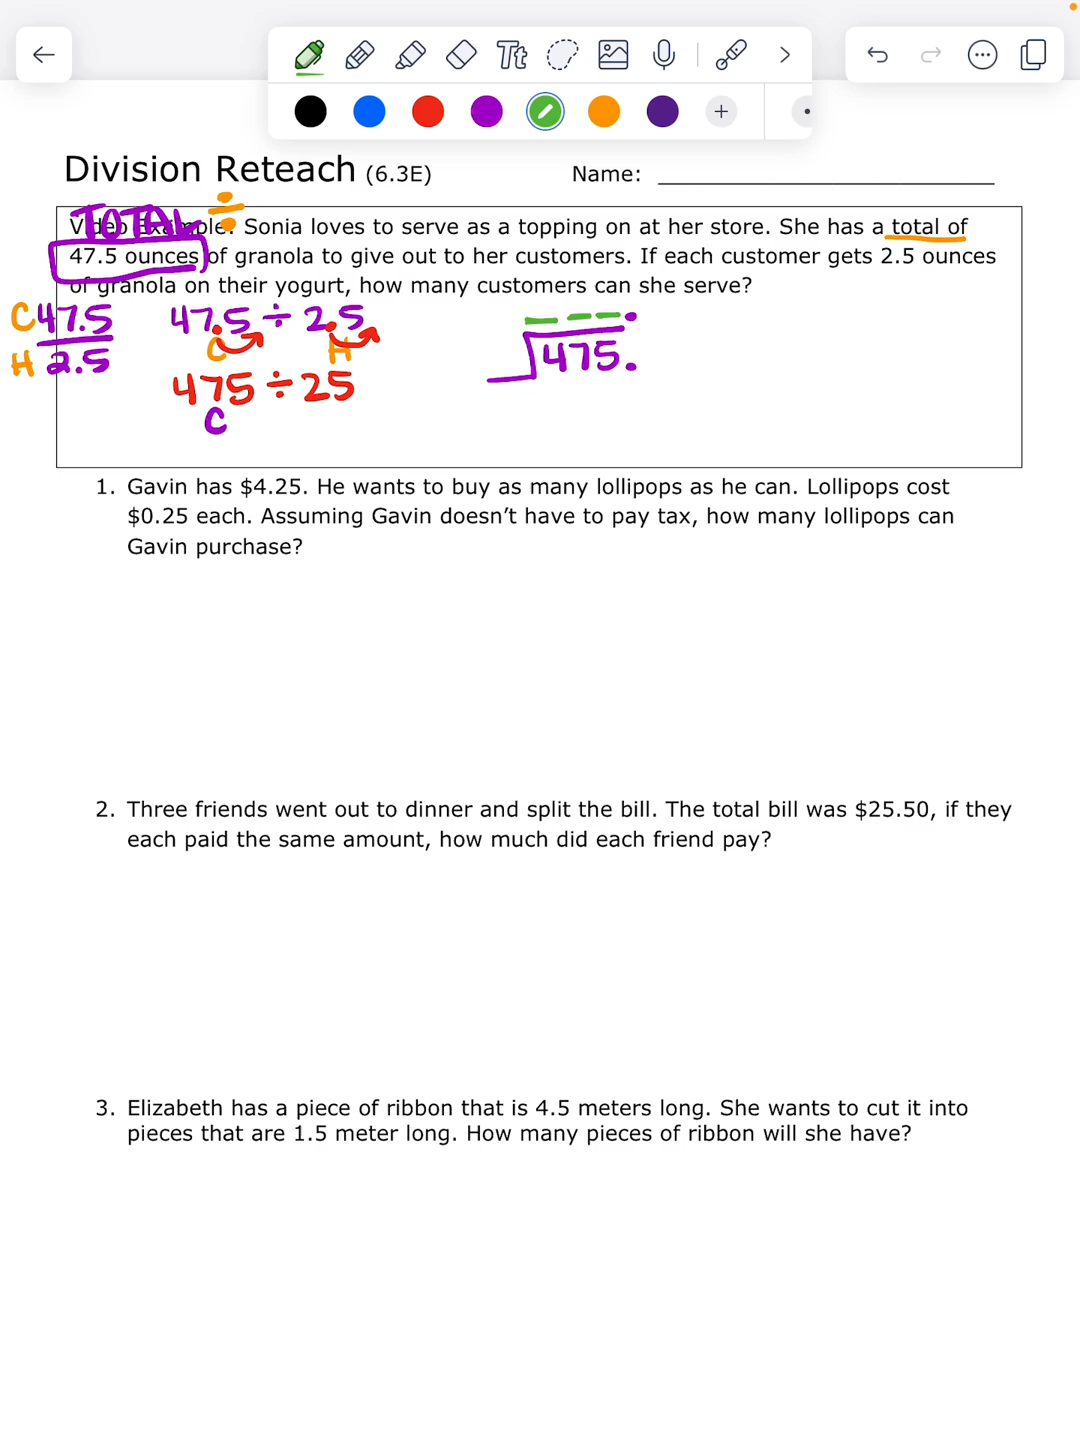 Tt
Division Reteach (6.3E) Name:
TOTAL ÷
Video Example: Sonia loves to serve as a topping on at her store. She has a total of
47.5 ounces of granola to give out to her customers. If each customer gets 2.5 ounces
of granola on their yogurt, how many customers can she serve?
C 47.5
H 2.5
47.5 ÷ 2.5
C H
475 ÷ 25
C
475.
1. Gavin has $4.25. He wants to buy as many lollipops as he can. Lollipops cost
$0.25 each. Assuming Gavin doesn’t have to pay tax, how many lollipops can
Gavin purchase?
2. Three friends went out to dinner and split the bill. The total bill was $25.50, if they
each paid the same amount, how much did each friend pay?
3. Elizabeth has a piece of ribbon that is 4.5 meters long. She wants to cut it into
pieces that are 1.5 meter long. How many pieces of ribbon will she have?